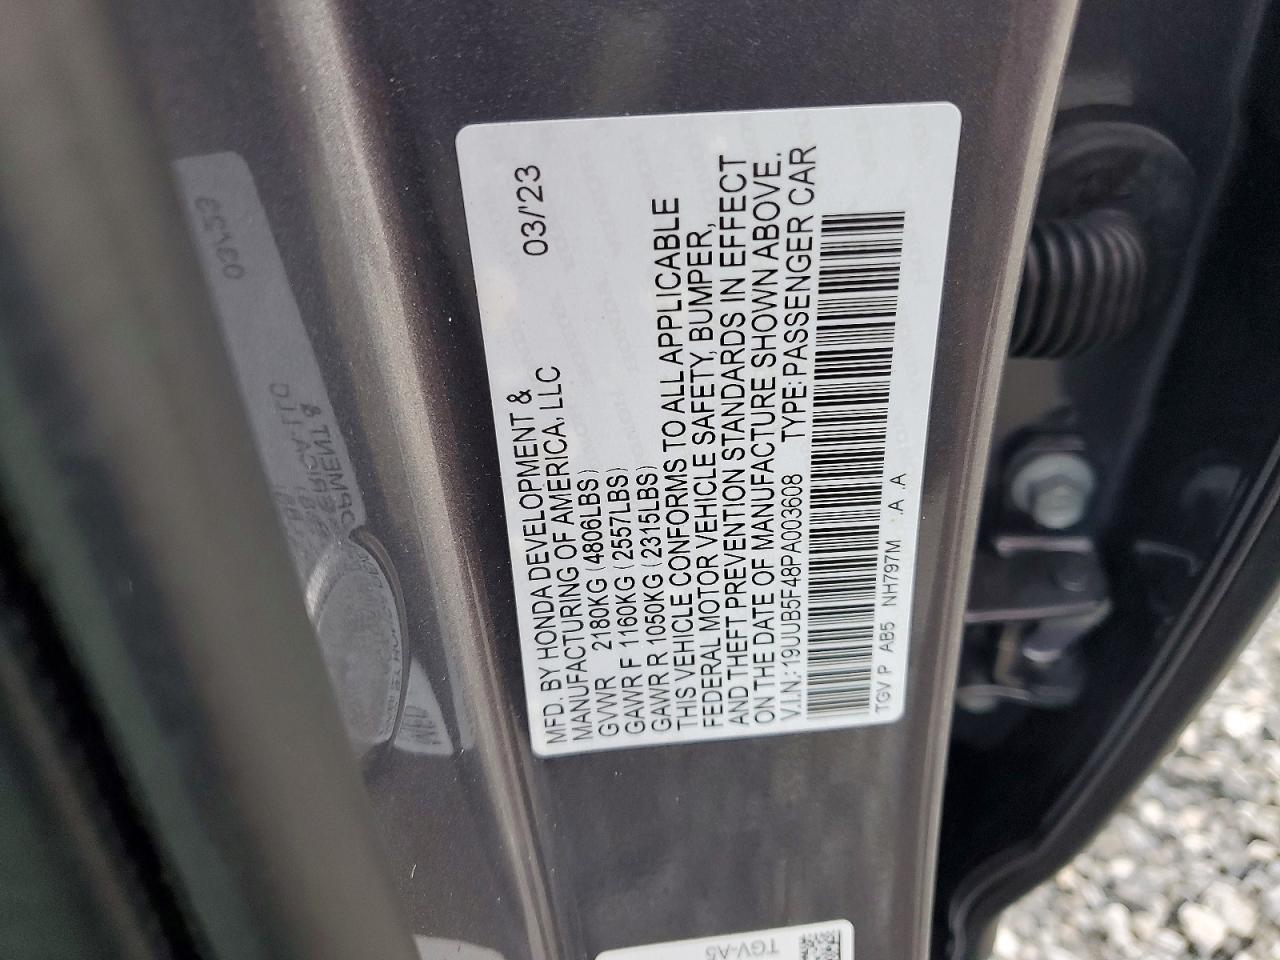 MFD. BY HONDA DEVELOPMENT &
MANUFACTURING OF AMERICA, LLC 03/'23
GVWR 2180KG (4806LBS)
GAWR F 1160KG (2557LBS)
GAWR R 1050KG (2315LBS)
THIS VEHICLE CONFORMS TO ALL APPLICABLE
FEDERAL MOTOR VEHICLE SAFETY, BUMPER,
AND THEFT PREVENTION STANDARDS IN EFFECT
ON THE DATE OF MANUFACTURE SHOWN ABOVE.
V.I.N.: 19UUB5F48PA003608 TYPE: PASSENGER CAR
TGV P AB5 NH797M .A .A
TGV-A5